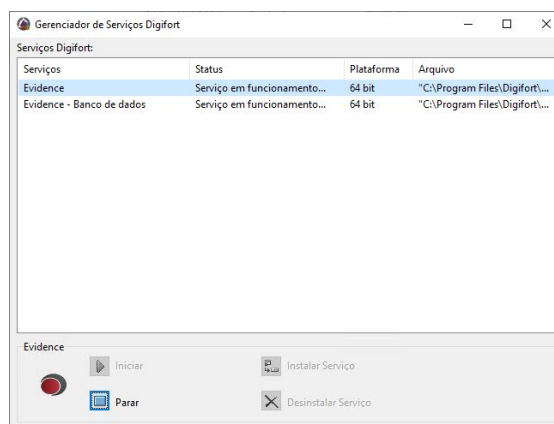 Gerenciador de Serviços Digifort
Serviços Digifort:
Serviços Status Plataforma Arquivo
Evidence Serviço em funcionamento... 64 bit "C:\Program Files\Digifort\...
Evidence - Banco de dados Serviço em funcionamento... 64 bit "C:\Program Files\Digifort\...
Evidence
Iniciar Instalar Serviço
Parar Desinstalar Serviço